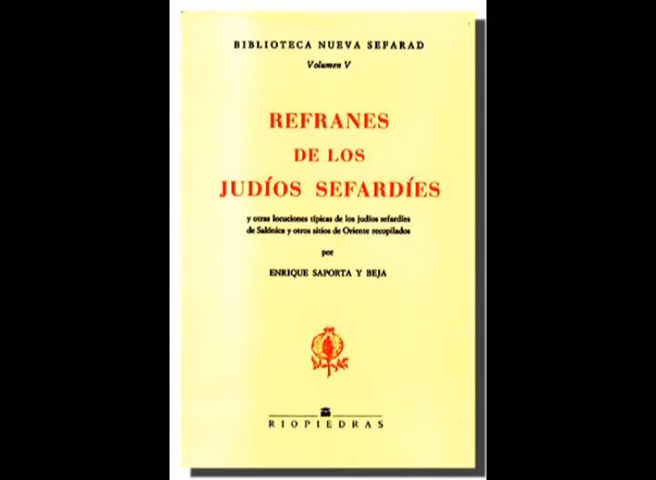 BIBLIOTECA NUEVA SEFARAD
Volumen V
REFRANES
DE LOS
JUDÍOS SEFARDÍES
y otras locuciones típicas de los judíos sefardíes
de Salónica y otros sitios de Oriente recopilados
por
ENRIQUE SAPORTA Y BEJA
RIOPIEDRAS